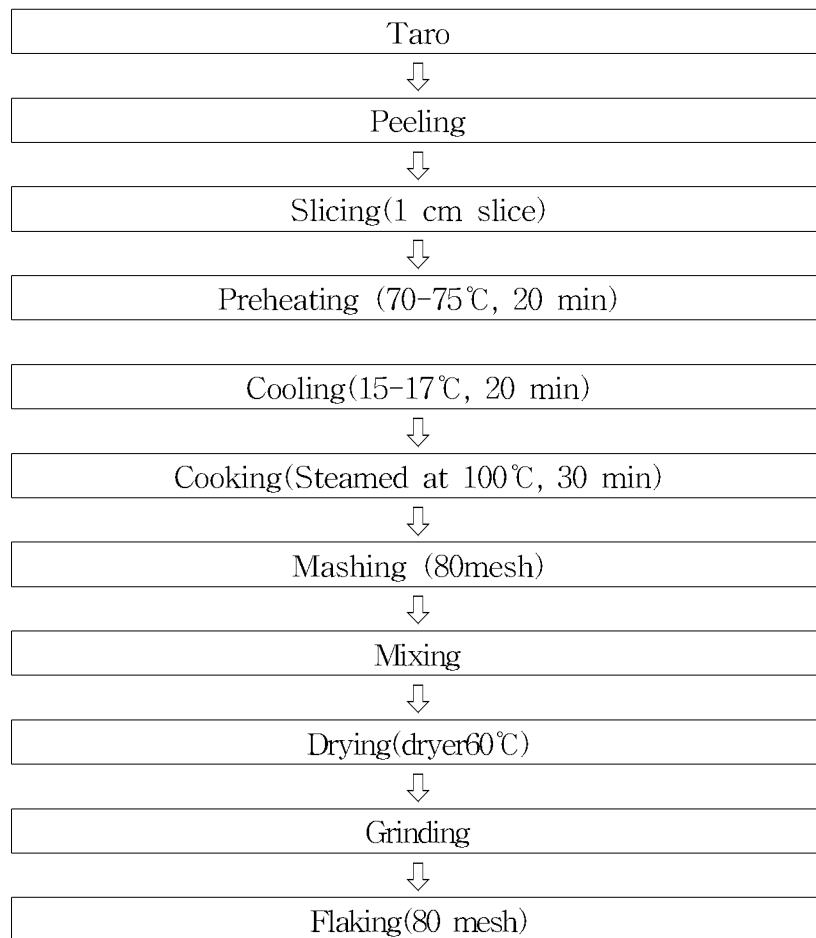 Taro
Peeling
Slicing(1 cm slice)
Preheating (70-75℃, 20 min)
Cooling(15-17℃, 20 min)
Cooking(Steamed at 100℃, 30 min)
Mashing (80mesh)
Mixing
Drying(dryer60℃)
Grinding
Flaking(80 mesh)